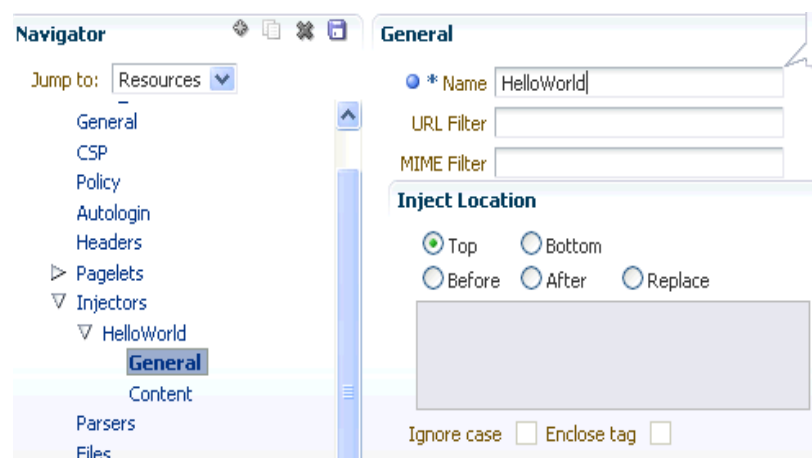 Navigator
Jump to: Resources
General
CSP
Policy
Autologin
Headers
Pagelets
Injectors
HelloWorld
General
Content
Parsers
Files
General
* Name HelloWorld
URL Filter
MIME Filter
Inject Location
Top Bottom
Before After Replace
Ignore case Enclose tag